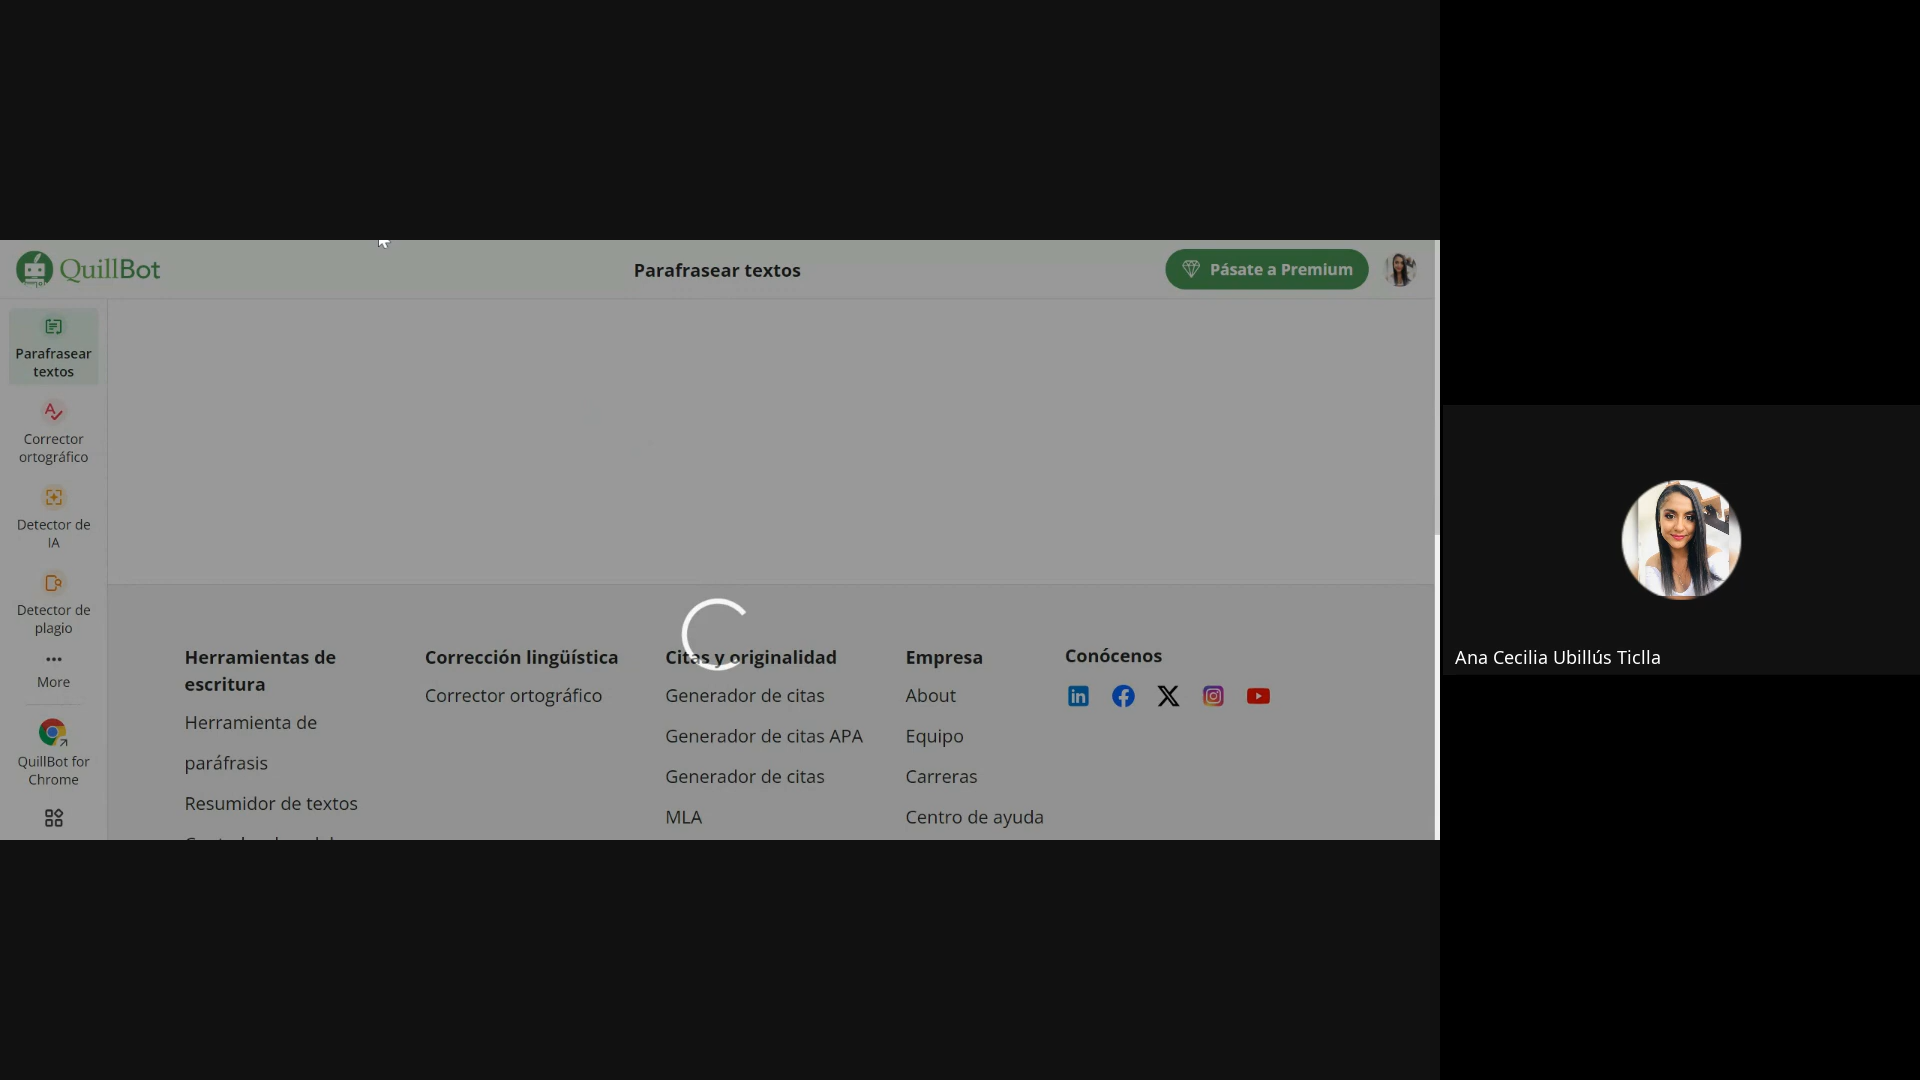 QuillBot
Parafrasear textos
Pásate a Premium
Parafrasear
textos
Corrector
ortográfico
Detector de
IA
Detector de
plagio
More
QuillBot for
Chrome
Herramientas de
escritura
Herramienta de
paráfrasis
Resumidor de textos
Corrección lingüística
Corrector ortográfico
Citas y originalidad
Generador de citas
Generador de citas APA
Generador de citas
MLA
Empresa
About
Equipo
Carreras
Centro de ayuda
Conócenos
Ana Cecilia Ubillús Ticlla